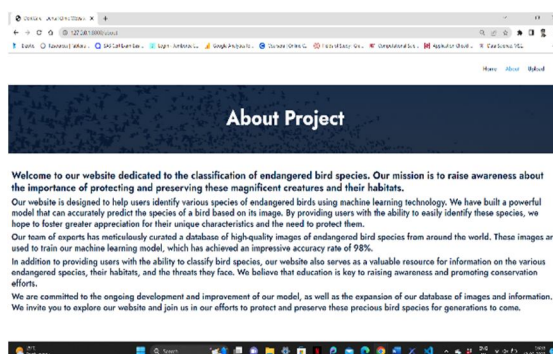 127.0.0.1:8000/about
Home About Upload
About Project
Welcome to our website dedicated to the classification of endangered bird species. Our mission is to raise awareness about
the importance of protecting and preserving these magnificent creatures and their habitats.
Our website is designed to help users identify various species of endangered birds using machine learning technology. We have built a powerful
model that can accurately predict the species of a bird based on its image. By providing users with the ability to easily identify these species, we
hope to foster greater appreciation for their unique characteristics and the need to protect them.
Our team of experts has meticulously curated a database of high-quality images of endangered bird species from around the world. These images are
used to train our machine learning model, which has achieved an impressive accuracy rate of 98%.
In addition to providing users with the ability to classify bird species, our website also serves as a valuable resource for information on the various
endangered species, their habitats, and the threats they face. We believe that education is key to raising awareness and promoting conservation
efforts.
We are committed to the ongoing development and improvement of our model, as well as the expansion of our database of images and information.
We invite you to explore our website and join us in our efforts to protect and preserve these precious bird species for generations to come.
Search